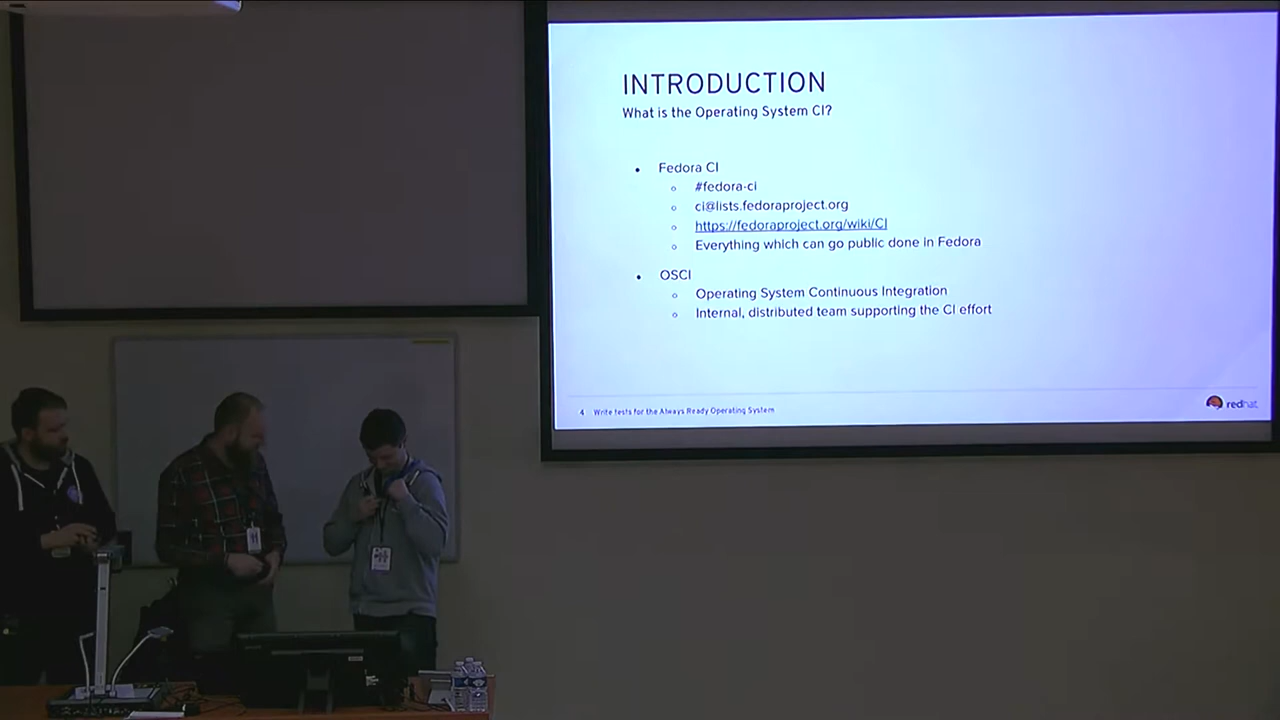 INTRODUCTION
What is the Operating System CI?
Fedora CI
#fedora-ci
ci@lists.fedoraproject.org
https://fedoraproject.org/wiki/CI
Everything which can go public done in Fedora
OSCI
Operating System Continuous Integration
Internal, distributed team supporting the CI effort
4 Write tests for the Always Ready Operating System
redhat